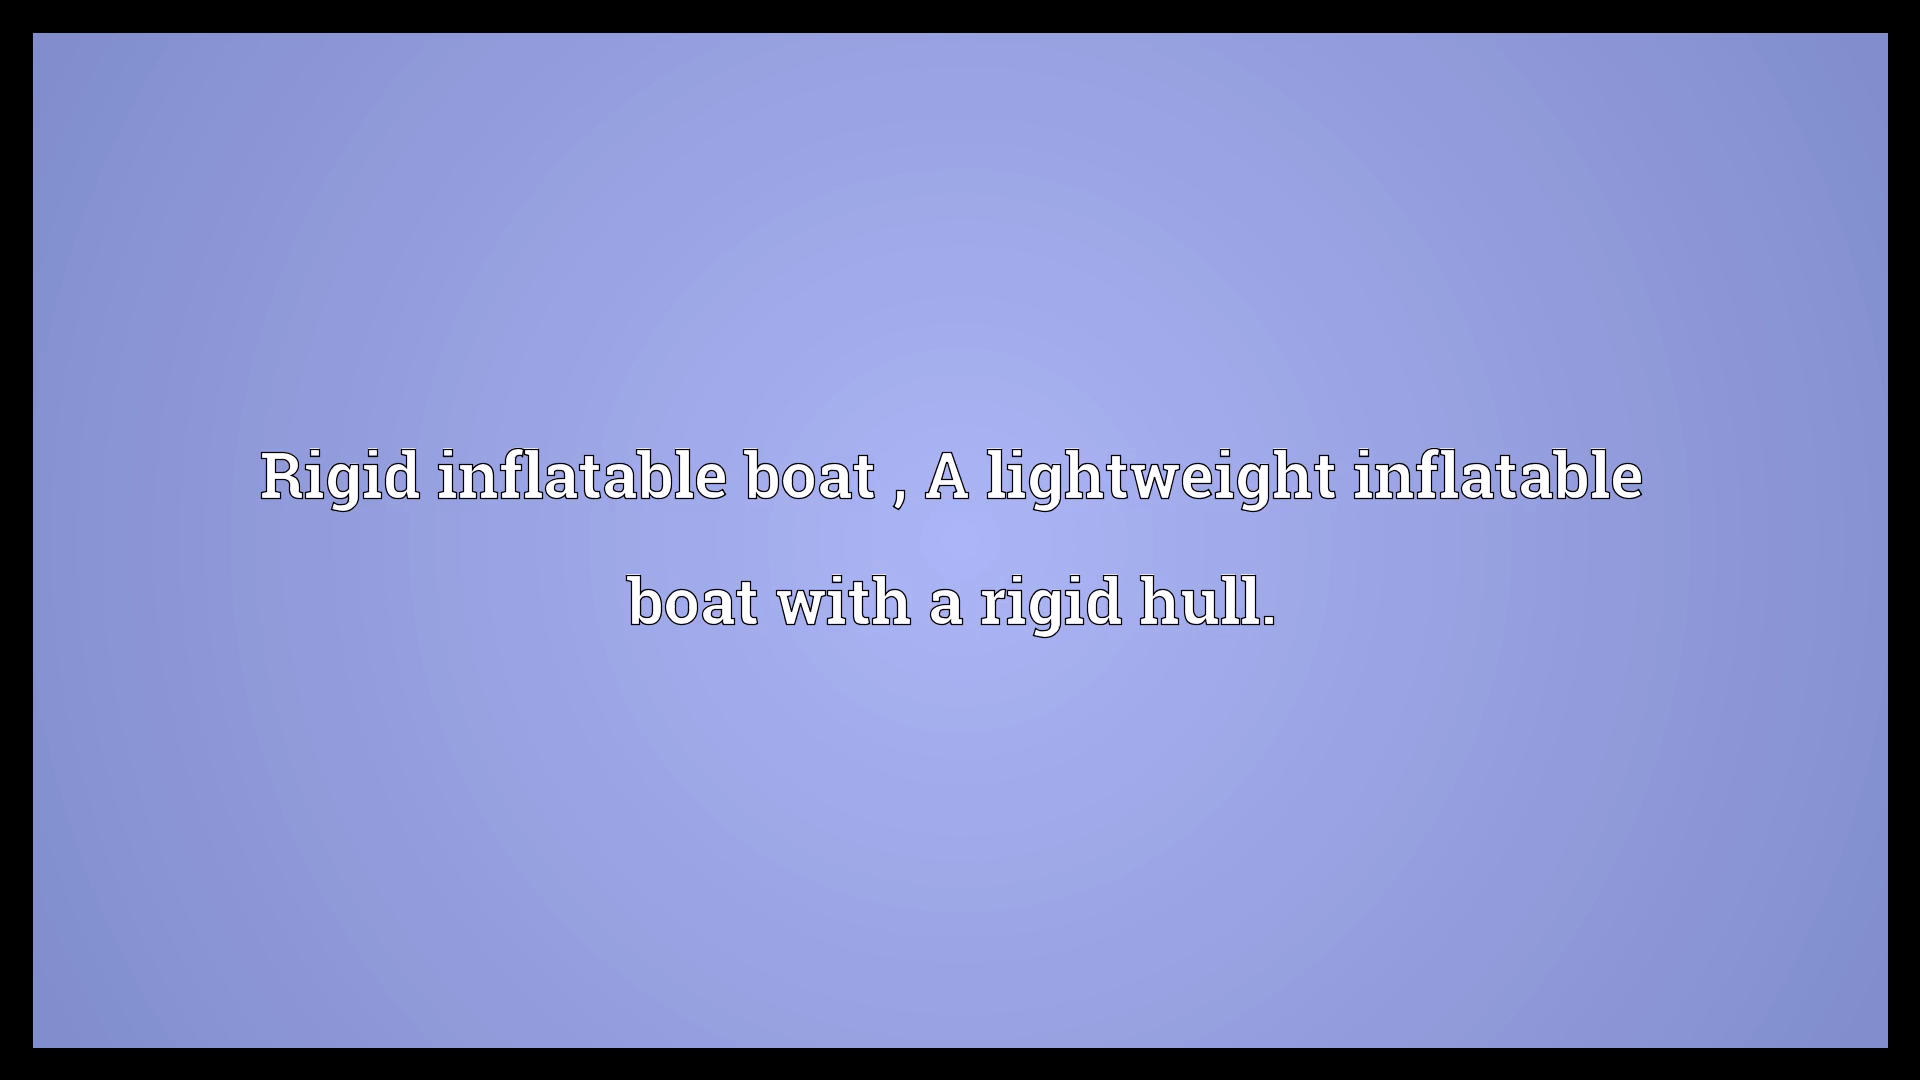 Rigid inflatable boat , A lightweight inflatable
boat with a rigid hull.